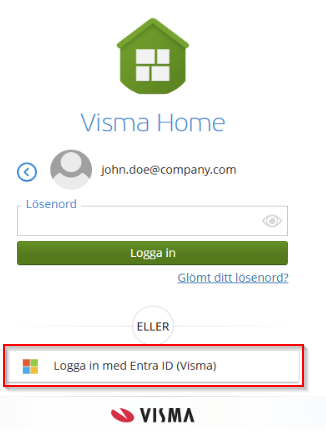 Visma Home
john.doe@company.com
Lösenord
Logga in
Glömt ditt lösenord?
ELLER
Logga in med Entra ID (Visma)
VISMA